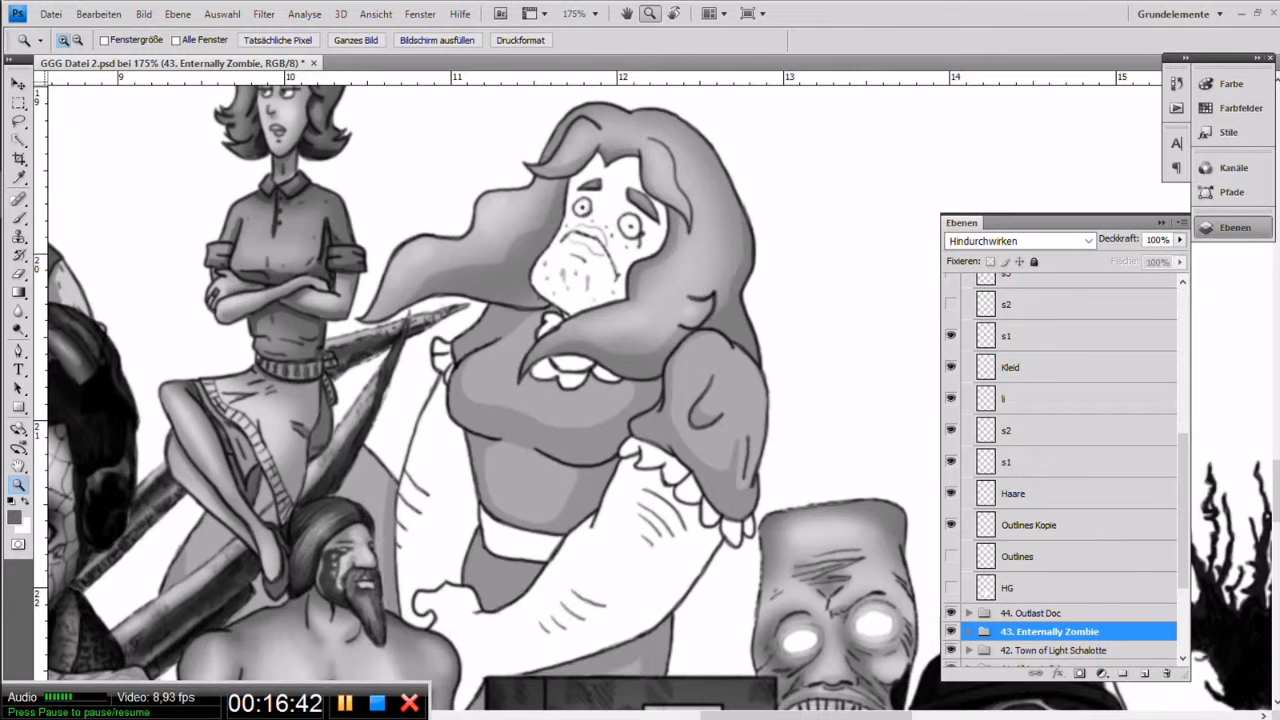 Ps Datei Bearbeiten Bild Ebene Auswahl Filter Analyse 3D Ansicht Fenster Hilfe Br 175% Grundelemente
Fenstergröße Alle Fenster Tatsächliche Pixel Ganzes Bild Bildschirm ausfüllen Druckformat
GGG Datei 2.psd bei 175% (43. Enternally Zombie, RGB/8) *
9 10 11 12 13 14 15
Farbe
Farbfelder
Stile
Kanäle
Pfade
Ebenen
Ebenen
Hindurchwirken Deckkraft: 100%
Fixieren: Fläche: 100%
s2
s1
Kleid
li
s2
s1
Haare
Outlines Kopie
Outlines
HG
44. Outlast Doc
43. Enternally Zombie
42. Town of Light Schalotte
Audio Video: 8,93 fps 00:16:42
Press Pause to pause/resume